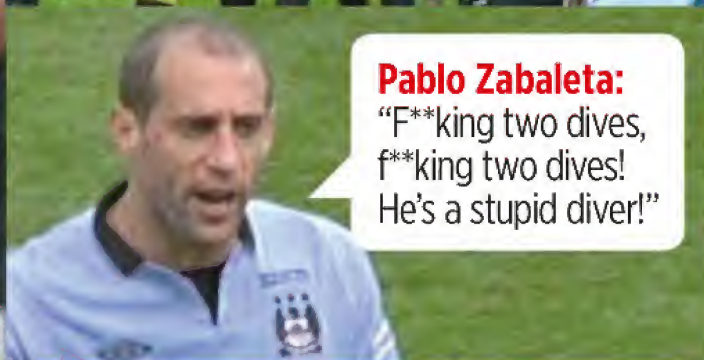 Pablo Zabaleta:
“F**king two dives,
f**king two dives!
He’s a stupid diver!”